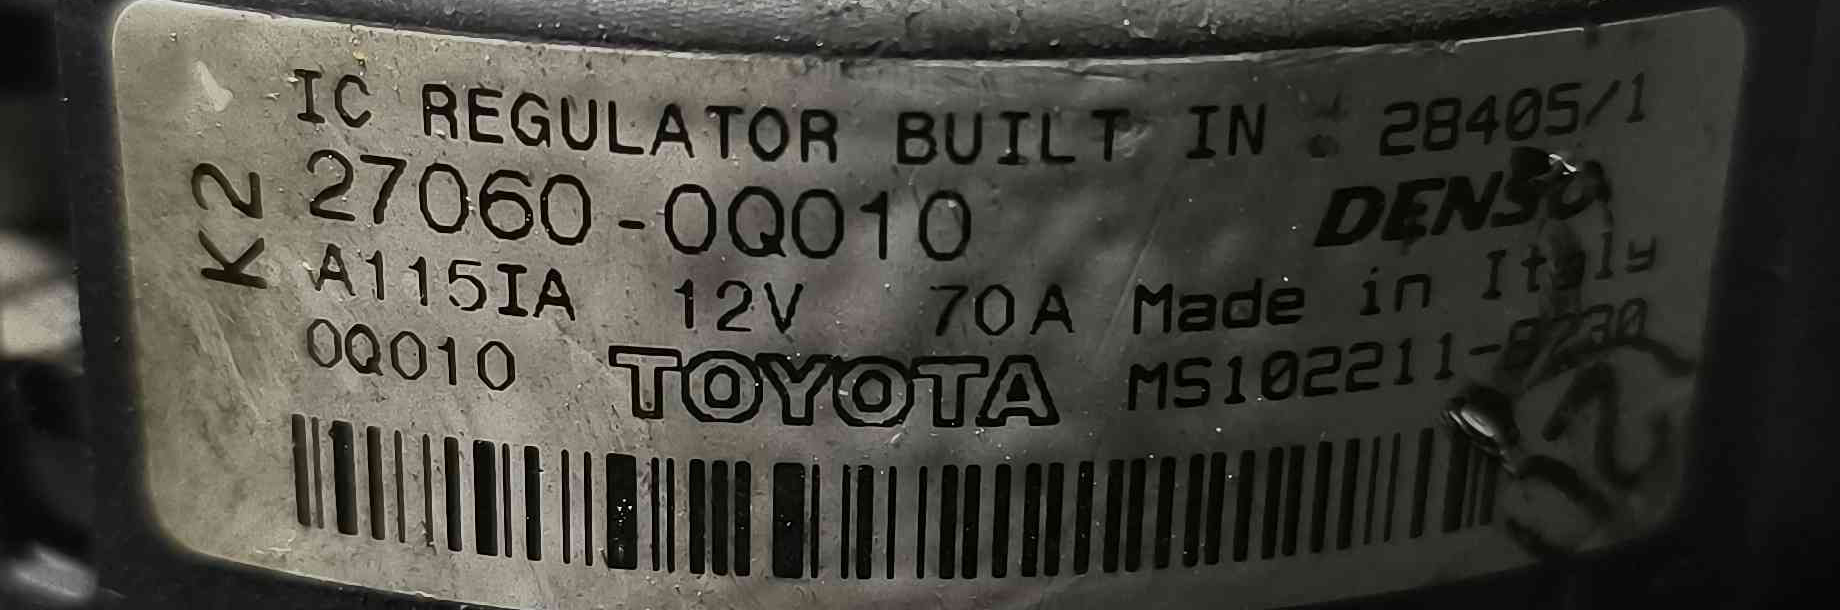 IC REGULATOR BUILT IN : 28405/1
K2
27060-0Q010
DENSO
A115IA 12V 70A Made in Italy
0Q010 TOYOTA MS102211-8230